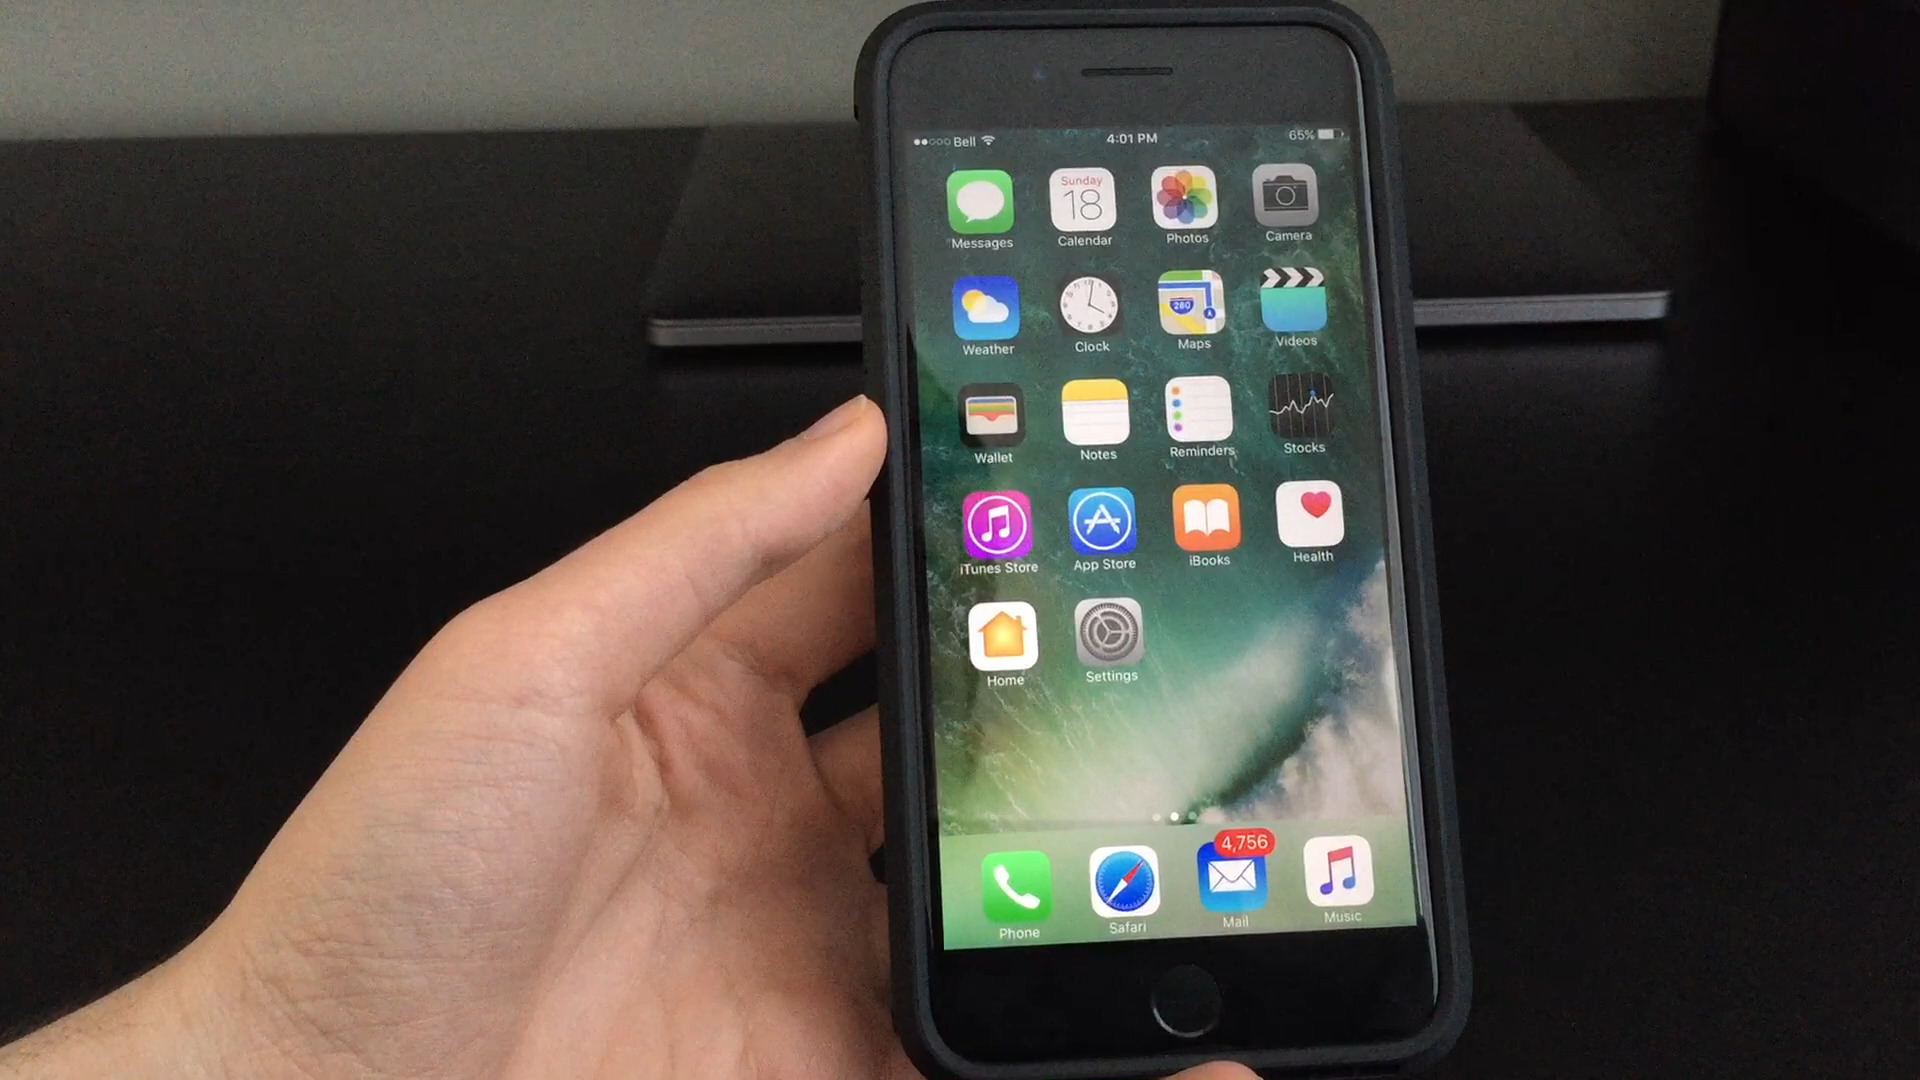 Bell 4:01 PM 65%
Sunday
18
Messages Calendar Photos Camera
280
Weather Clock Maps Videos
Wallet Notes Reminders Stocks
iTunes Store App Store iBooks Health
Home Settings
4,756
Phone Safari Mail Music